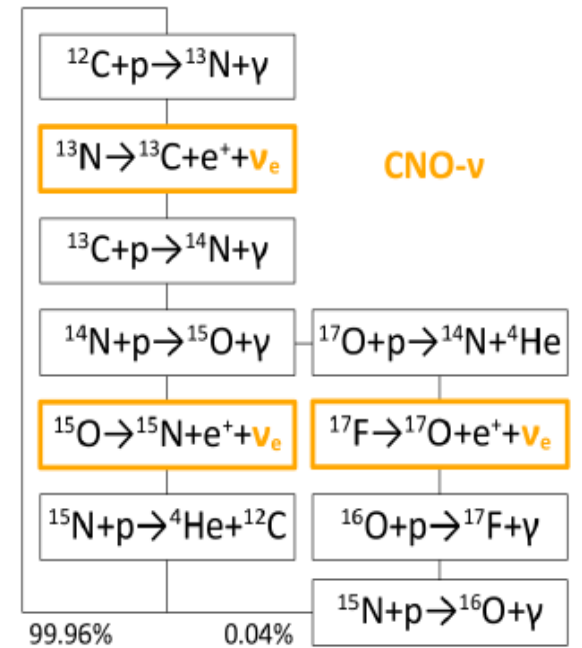 ¹²C+p→¹³N+γ
¹³N→¹³C+e⁺+νₑ
CNO-ν
¹³C+p→¹⁴N+γ
¹⁴N+p→¹⁵O+γ
¹⁷O+p→¹⁴N+⁴He
¹⁵O→¹⁵N+e⁺+νₑ
¹⁷F→¹⁷O+e⁺+νₑ
¹⁵N+p→⁴He+¹²C
¹⁶O+p→¹⁷F+γ
¹⁵N+p→¹⁶O+γ
99.96%
0.04%